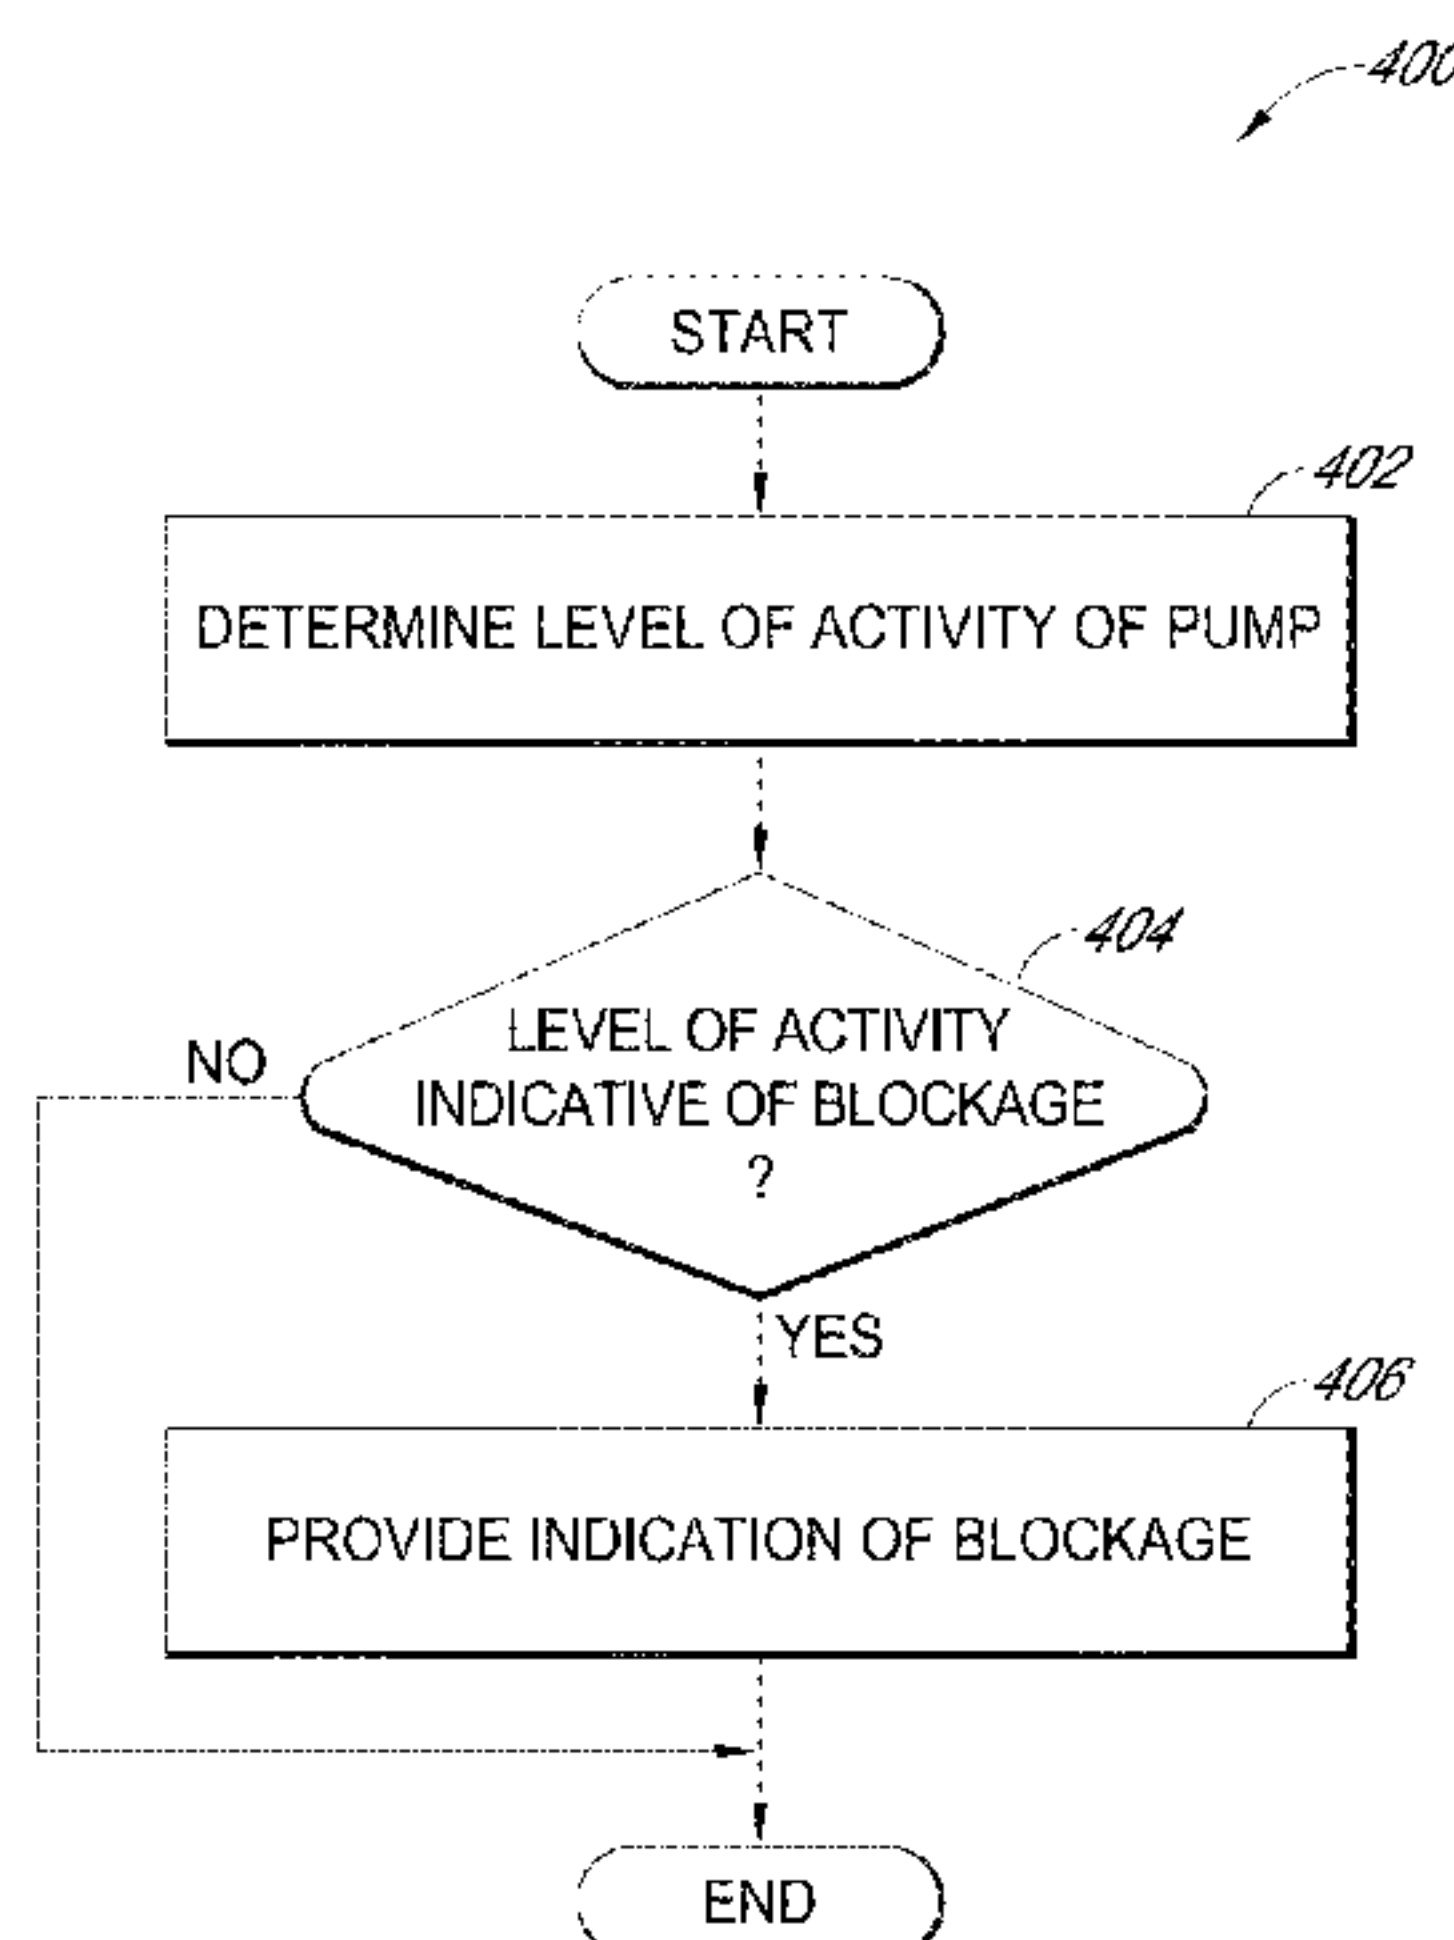 400
START
402
DETERMINE LEVEL OF ACTIVITY OF PUMP
404
LEVEL OF ACTIVITY
INDICATIVE OF BLOCKAGE
?
NO
YES
406
PROVIDE INDICATION OF BLOCKAGE
END